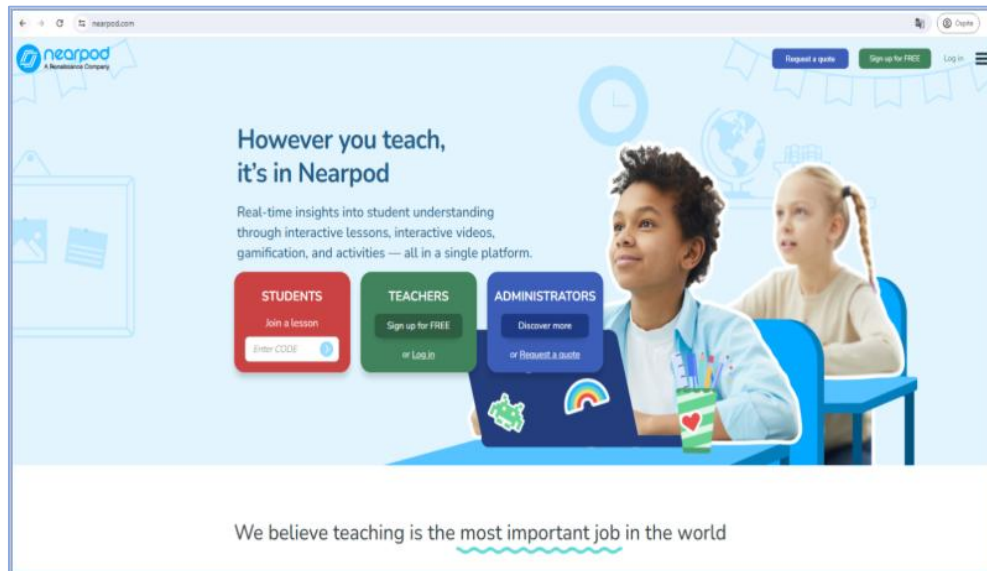 nearpod.com
Ospite
nearpod
A Renaissance Company
Request a quote
Sign up for FREE
Log in
However you teach,
it's in Nearpod
Real-time insights into student understanding
through interactive lessons, interactive videos,
gamification, and activities — all in a single platform.
STUDENTS
Join a lesson
Enter CODE
TEACHERS
Sign up for FREE
or Log in
ADMINISTRATORS
Discover more
or Request a quote
We believe teaching is the most important job in the world